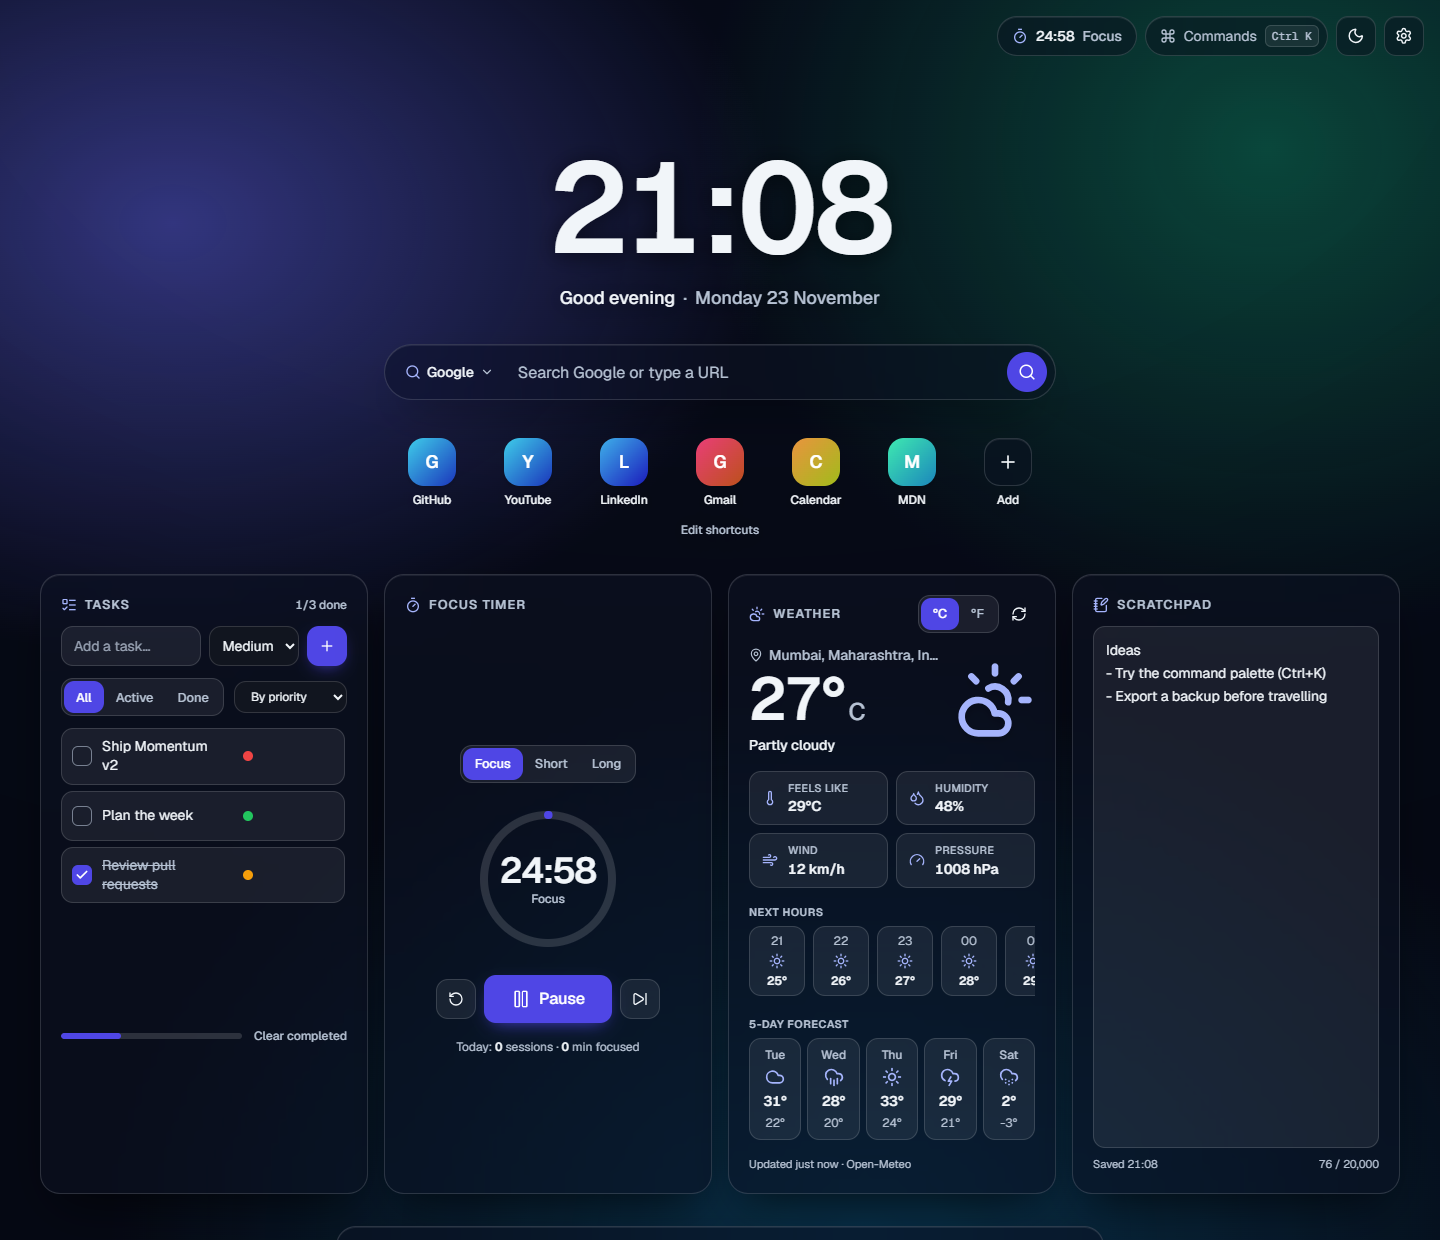 24:58 Focus
Commands Ctrl K
21:08
Good evening · Monday 23 November
Google Search Google or type a URL
G Y L G C M
GitHub YouTube LinkedIn Gmail Calendar MDN Add
Edit shortcuts
TASKS 1/3 done
Add a task... Medium
All Active Done By priority
Ship Momentum
v2
Plan the week
Review pull
requests
Clear completed
FOCUS TIMER
Focus Short Long
24:58
Focus
Pause
Today: 0 sessions · 0 min focused
WEATHER °C °F
Mumbai, Maharashtra, In...
27° C
Partly cloudy
FEELS LIKE
29°C
HUMIDITY
48%
WIND
12 km/h
PRESSURE
1008 hPa
NEXT HOURS
21 22 23 00
25° 26° 27° 28°
5-DAY FORECAST
Tue Wed Thu Fri Sat
31° 28° 33° 29° 2°
22° 20° 24° 21° -3°
Updated just now · Open-Meteo
SCRATCHPAD
Ideas
- Try the command palette (Ctrl+K)
- Export a backup before travelling
Saved 21:08 76 / 20,000